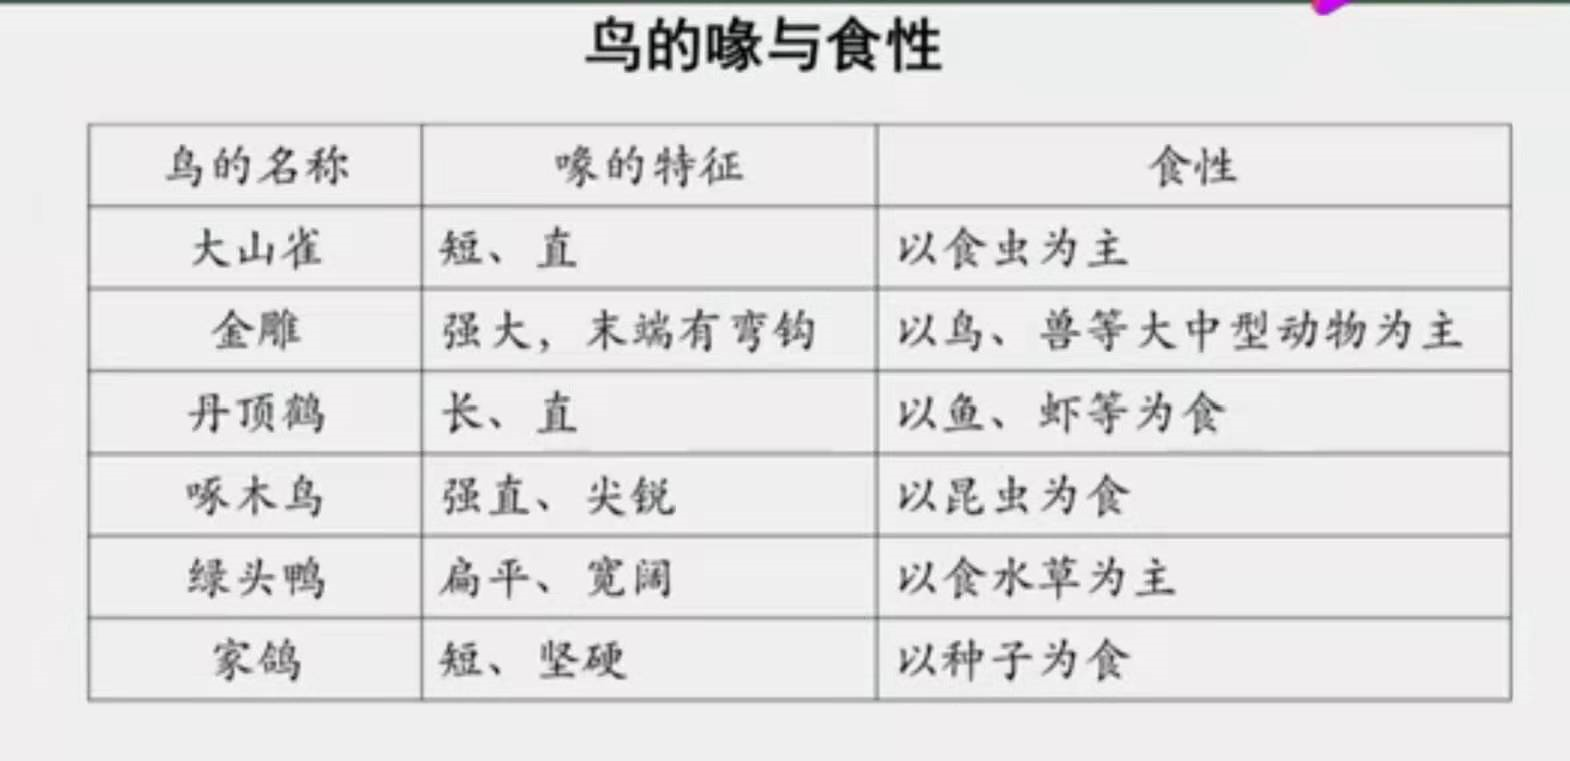 鸟的喙与食性
鸟的名称 喙的特征 食性
大山雀 短、直 以食虫为主
金雕 强大，末端有弯钩 以鸟、兽等大中型动物为主
丹顶鹤 长、直 以鱼、虾等为食
啄木鸟 强直、尖锐 以昆虫为食
绿头鸭 扁平、宽阔 以食水草为主
家鸽 短、坚硬 以种子为食